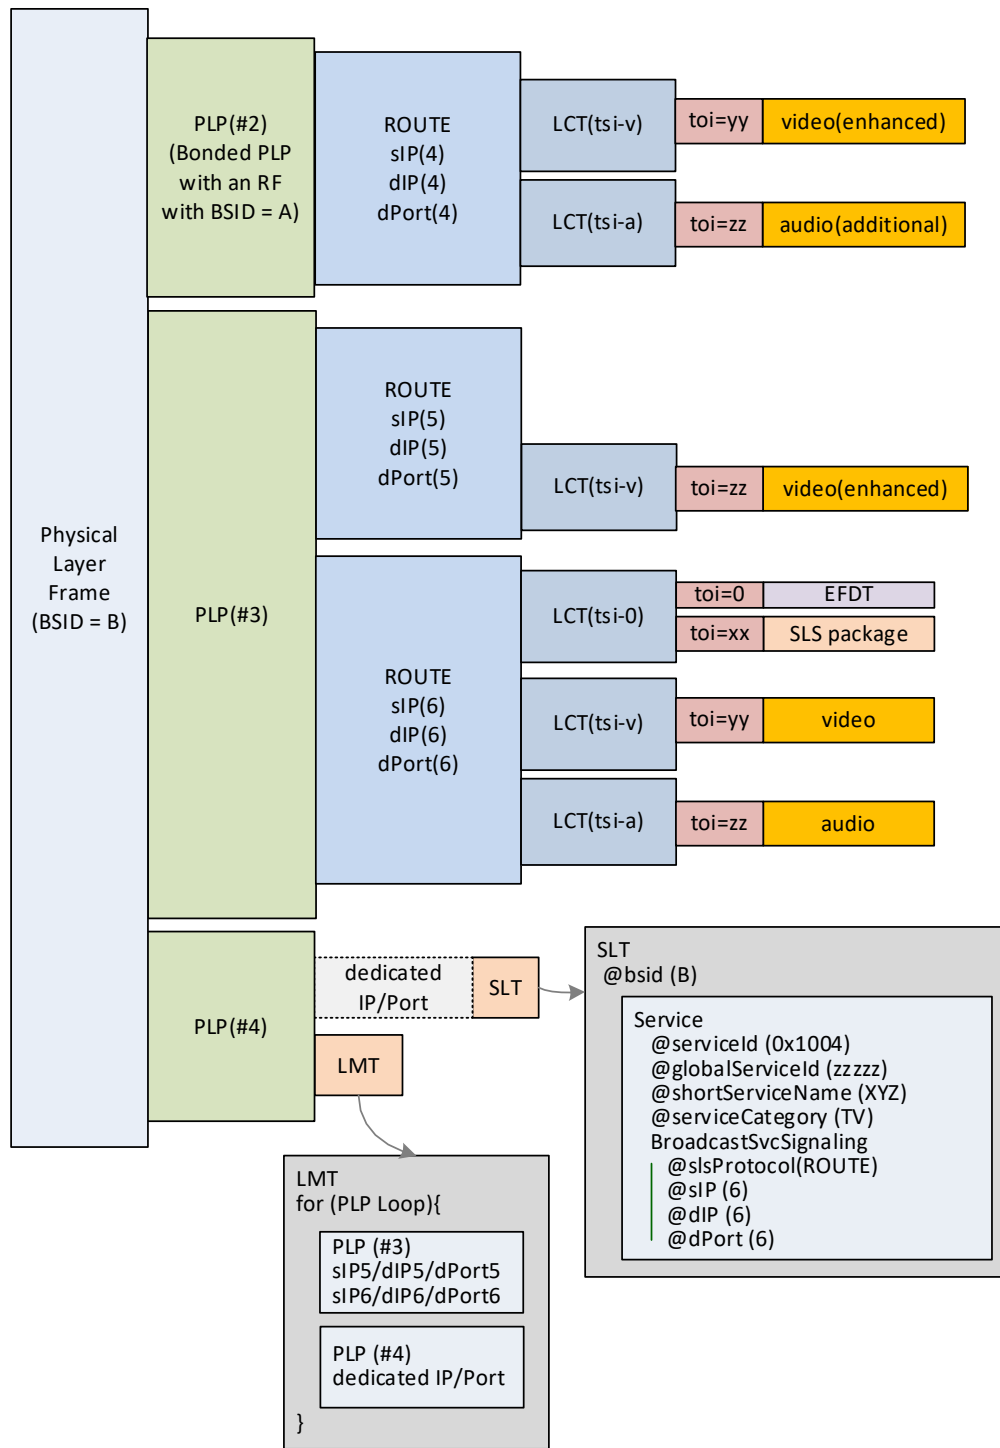 PLP(#2)
(Bonded PLP
with an RF
with BSID = A)
ROUTE
sIP(4)
dIP(4)
dPort(4)
LCT(tsi-v)
toi=yy
video(enhanced)
LCT(tsi-a)
toi=zz
audio(additional)
Physical
Layer
Frame
(BSID = B)
PLP(#3)
ROUTE
sIP(5)
dIP(5)
dPort(5)
LCT(tsi-v)
toi=zz
video(enhanced)
ROUTE
sIP(6)
dIP(6)
dPort(6)
LCT(tsi-0)
toi=0
EFDT
toi=xx
SLS package
LCT(tsi-v)
toi=yy
video
LCT(tsi-a)
toi=zz
audio
PLP(#4)
dedicated
IP/Port
SLT
LMT
SLT
@bsid (B)
Service
@serviceId (0x1004)
@globalServiceId (zzzzz)
@shortServiceName (XYZ)
@serviceCategory (TV)
BroadcastSvcSignaling
@slsProtocol(ROUTE)
@sIP (6)
@dIP (6)
@dPort (6)
LMT
for (PLP Loop){
PLP (#3)
sIP5/dIP5/dPort5
sIP6/dIP6/dPort6
PLP (#4)
dedicated IP/Port
}